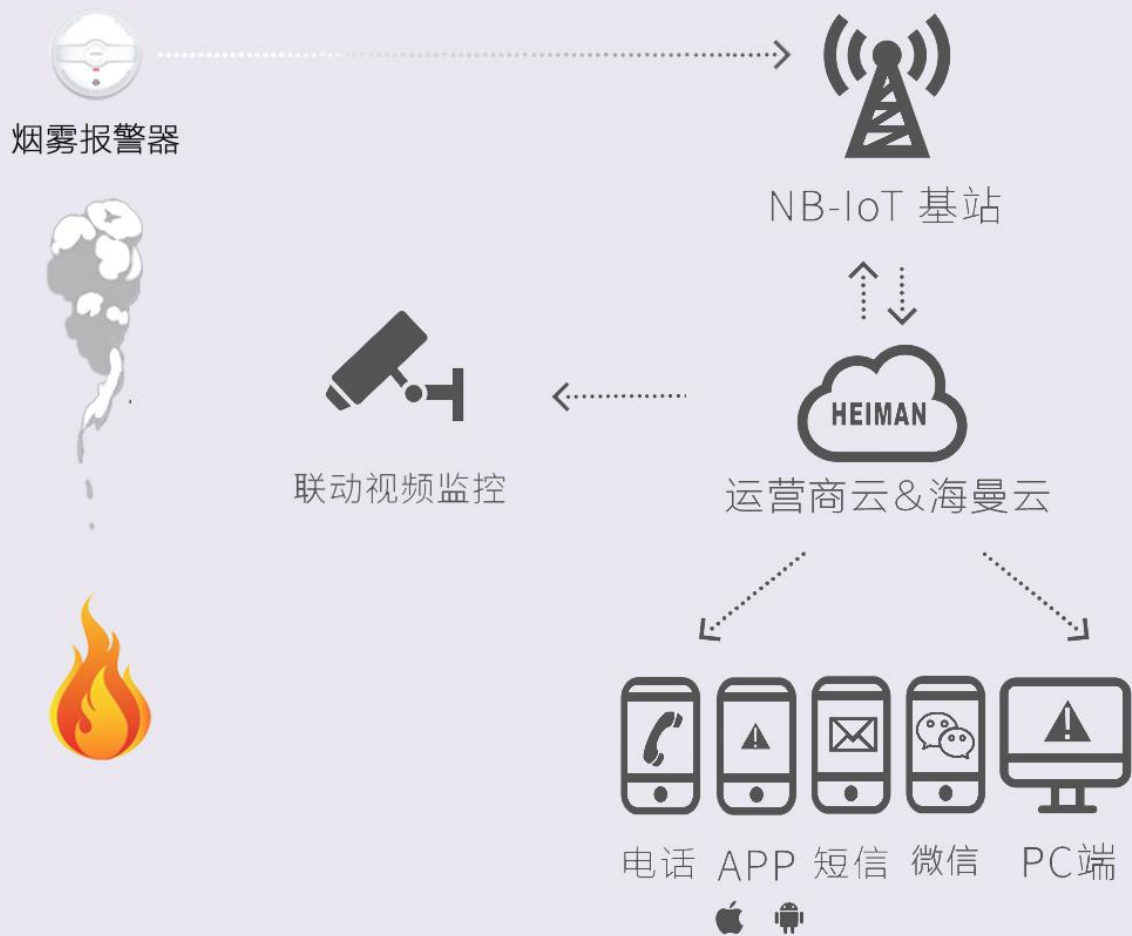 烟雾报警器
NB-IoT 基站
HEIMAN
联动视频监控
运营商云&海曼云
电话 APP 短信 微信 PC端